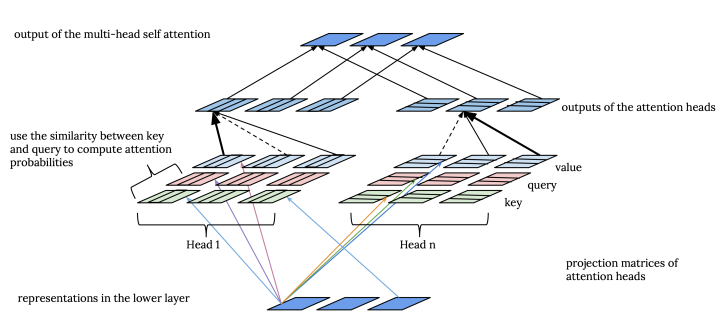 output of the multi-head self attention
outputs of the attention heads
use the similarity between key
and query to compute attention
probabilities
value
query
key
Head 1
Head n
projection matrices of
attention heads
representations in the lower layer